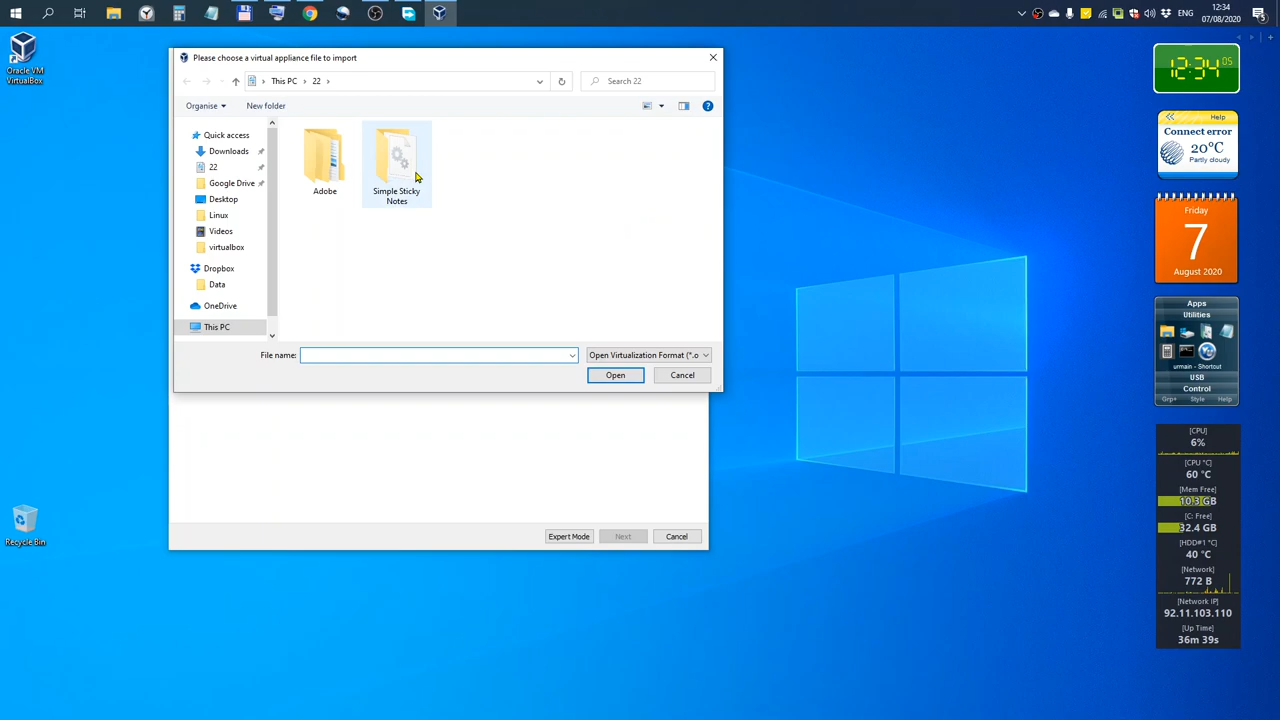 ENG
12:34
07/08/2020
Oracle VM
VirtualBox
Please choose a virtual appliance file to import
This PC
22
Search 22
Organise
New folder
Quick access
Downloads
22
Google Drive
Desktop
Linux
Videos
virtualbox
Dropbox
Data
OneDrive
This PC
Adobe
Simple Sticky
Notes
File name:
Open Virtualization Format (*.o
Open
Cancel
Expert Mode
Next
Cancel
Recycle Bin
12:34 05
Help
Connect error
20°C
Partly cloudy
Friday
7
August 2020
Apps
Utilities
urmain - Shortout
USB
Control
Grp+ Style Help
[CPU]
6%
[CPU °C]
60 °C
[Mem Free]
10.3 GB
[C: Free]
32.4 GB
[HDD#1 °C]
40 °C
[Network]
772 B
[Network IP]
92.11.103.110
[Up Time]
36m 39s